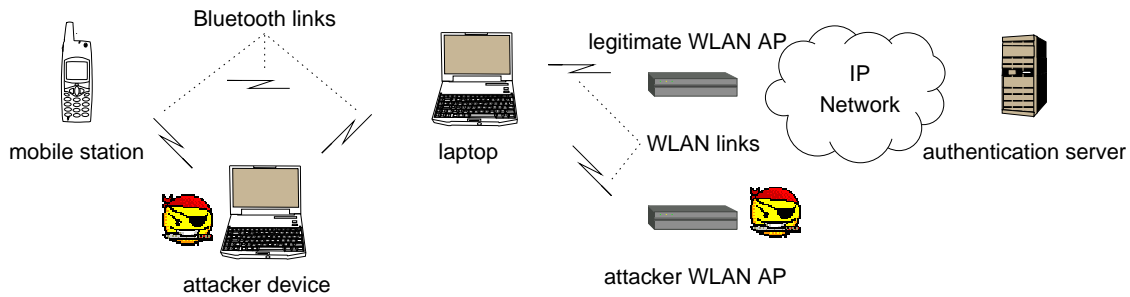 Bluetooth links
legitimate WLAN AP
IP
Network
mobile station
laptop
WLAN links
authentication server
attacker device
attacker WLAN AP